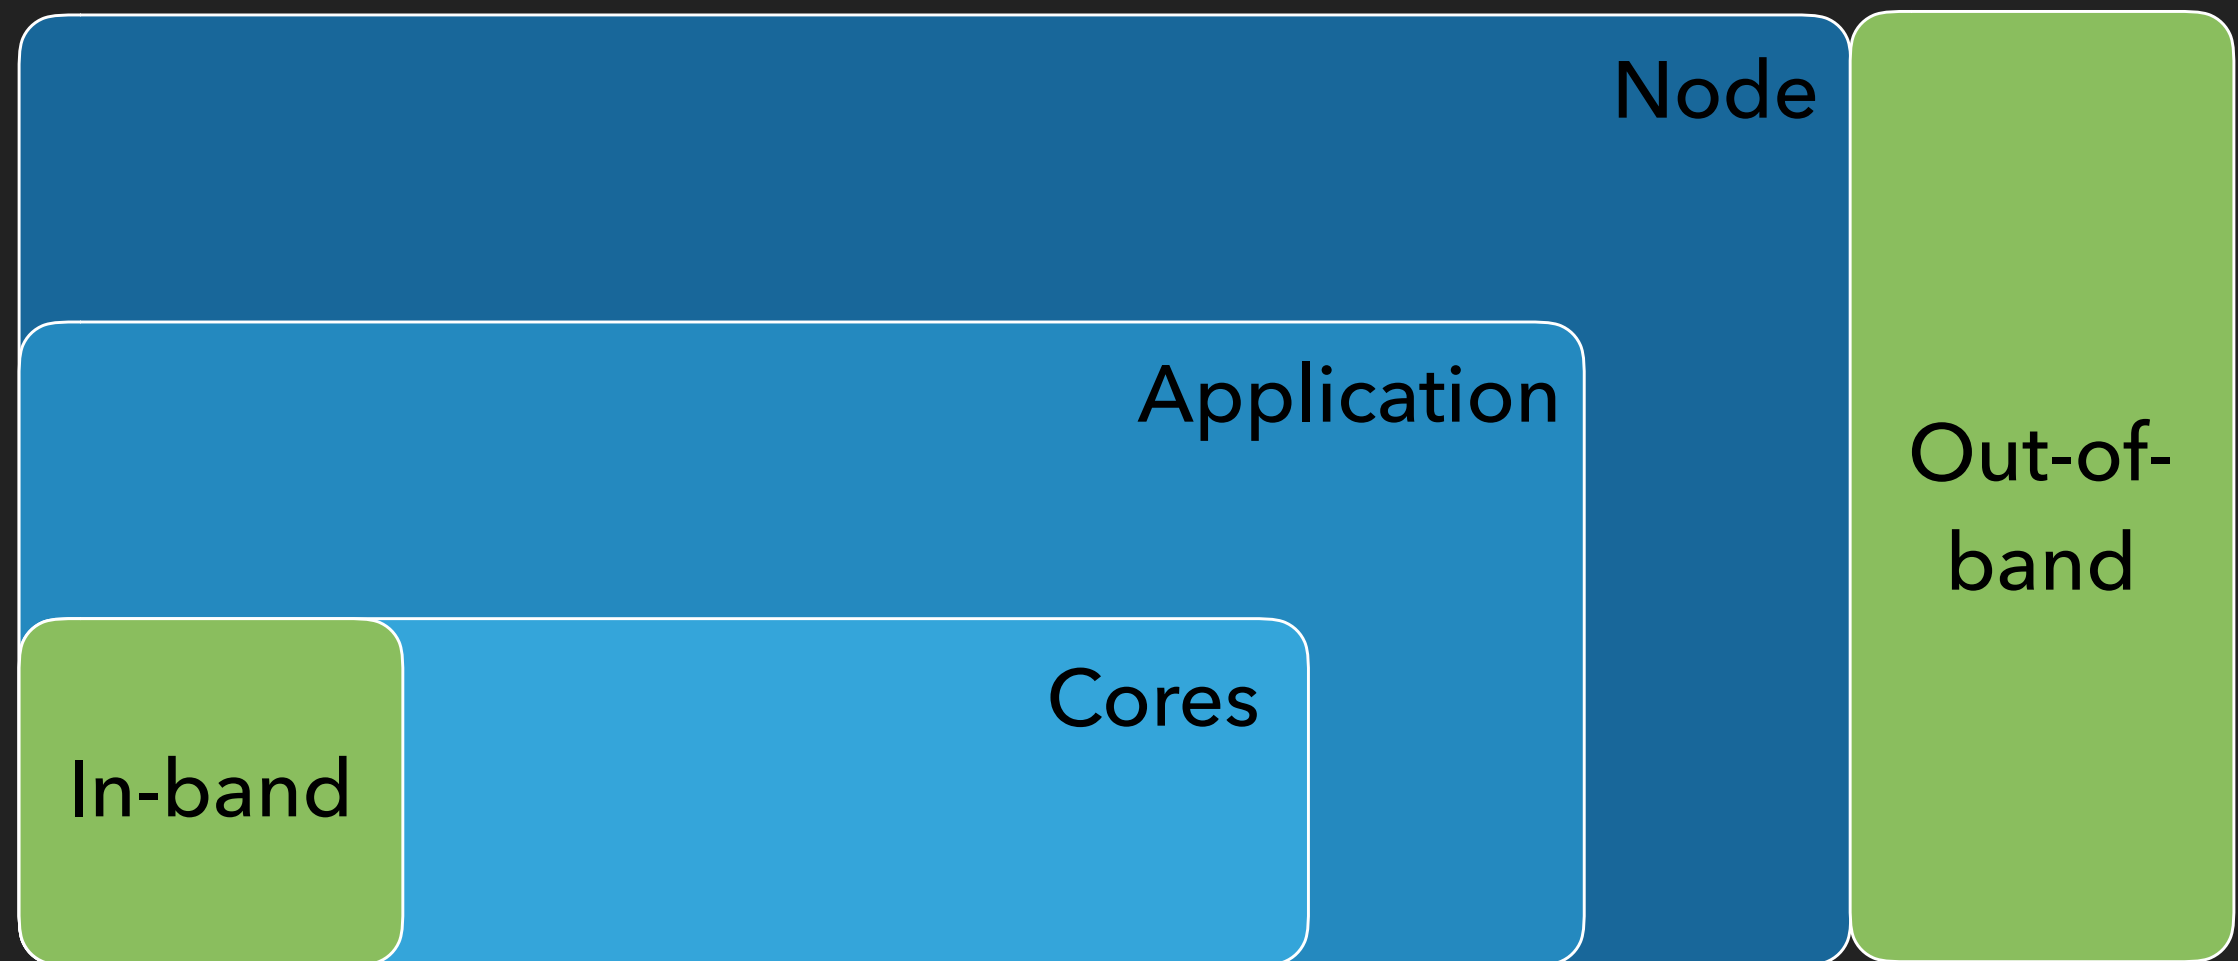 Node
Application
Out-of-
band
Cores
In-band